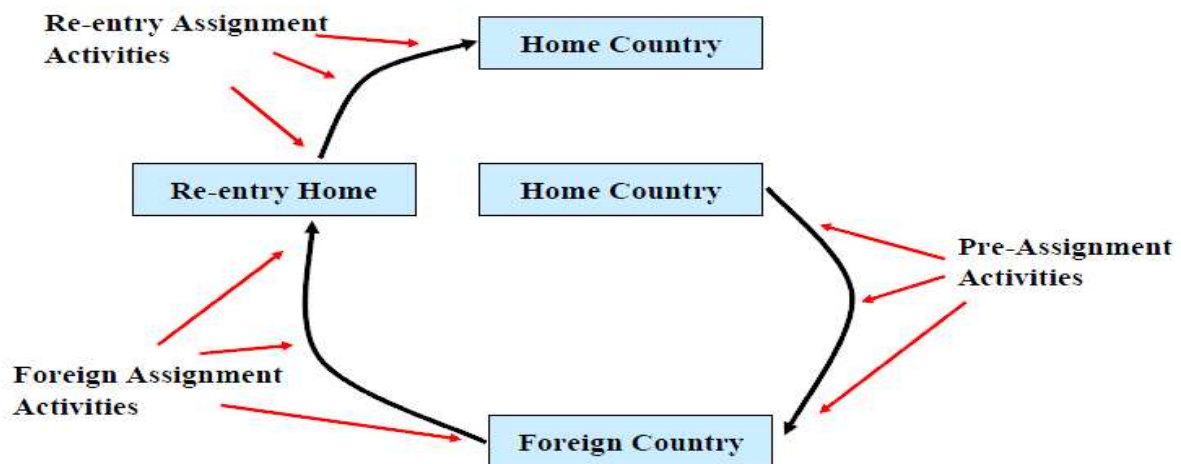 Re-entry Assignment
Activities
Home Country
Re-entry Home
Home Country
Pre-Assignment
Activities
Foreign Assignment
Activities
Foreign Country